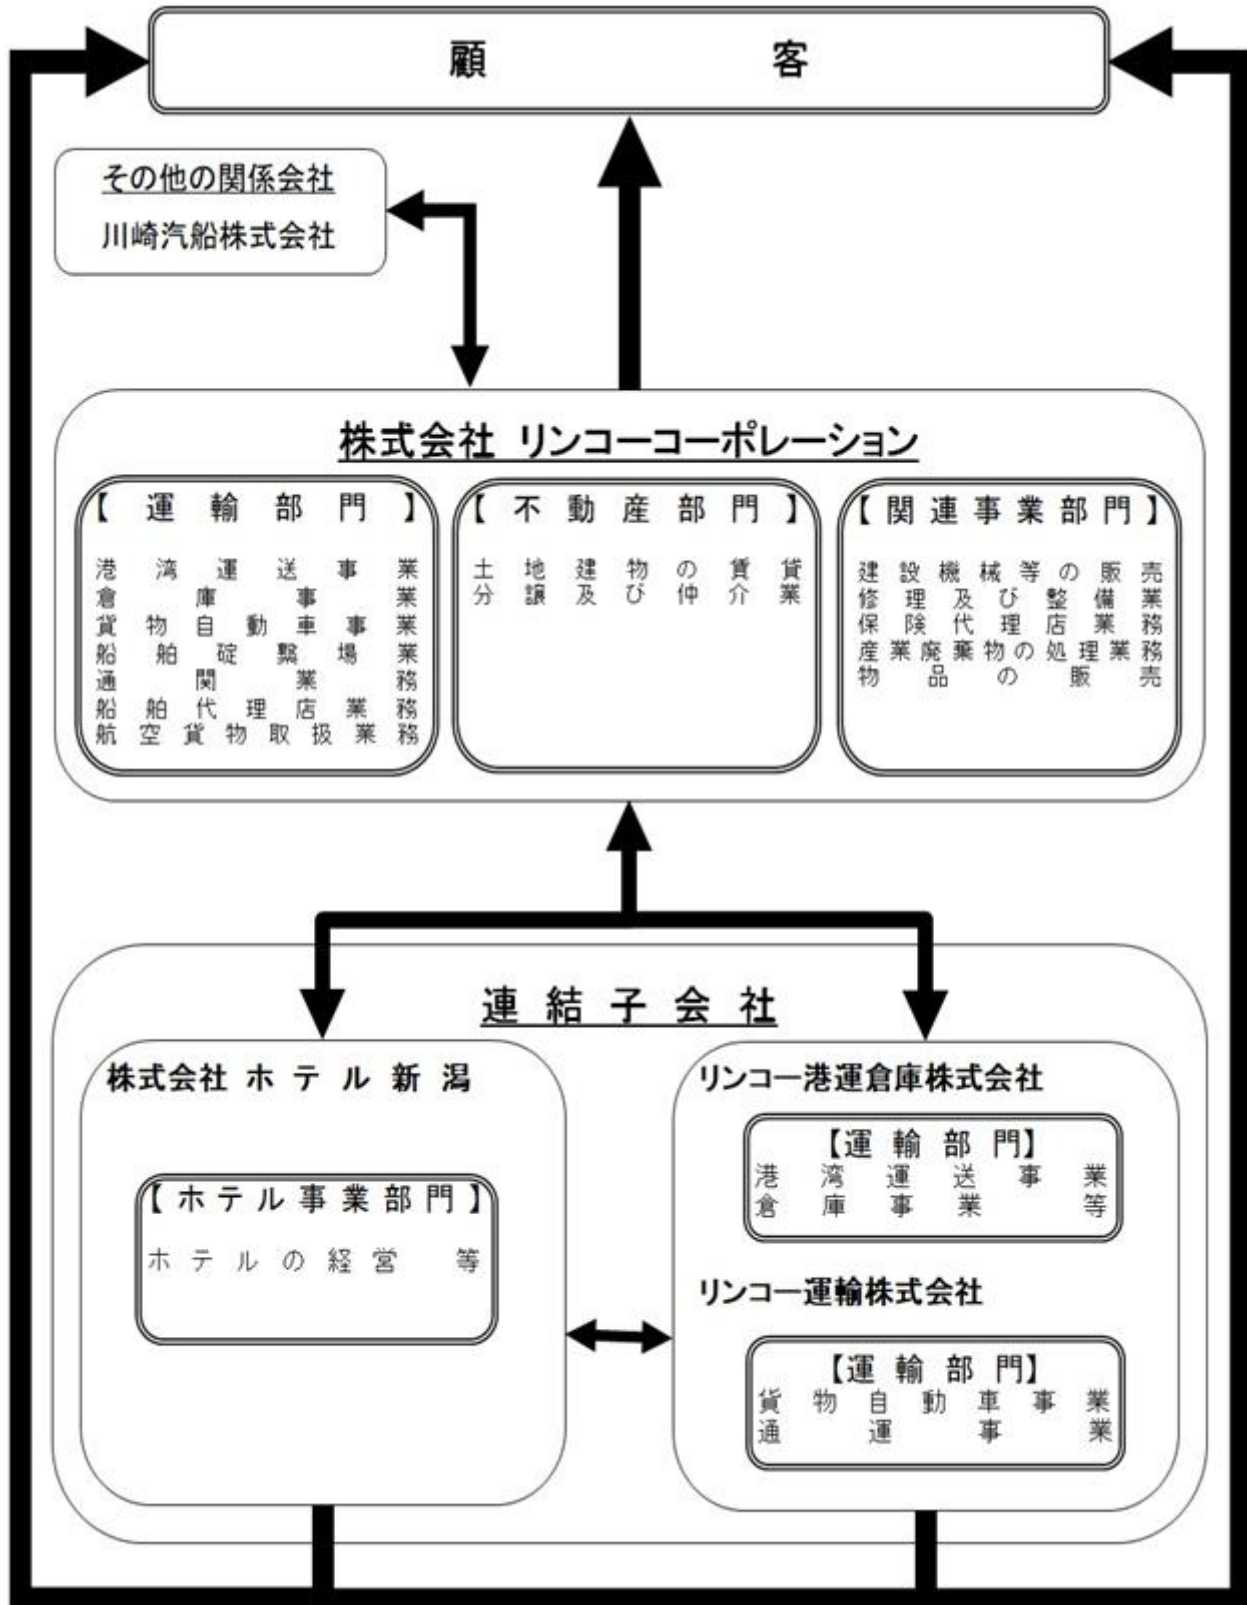 顧客
その他の関係会社
川崎汽船株式会社
株式会社 リンコーコーポレーション
【運輸部門】
港湾運送事業
倉庫事業
貨物自動車事業
船舶碇繋場業
通関業務
船舶代理店業務
航空貨物取扱業務
【不動産部門】
土地建物の賃貸
分譲及び仲介業
【関連事業部門】
建設機械等の販売
修理及び整備業
保険代理店業務
産業廃棄物の処理業務
物品の販売
連結子会社
株式会社 ホテル新潟
【ホテル事業部門】
ホテルの経営 等
リンコー港運倉庫株式会社
【運輸部門】
港湾運送事業
倉庫事業 等
リンコー運輸株式会社
【運輸部門】
貨物自動車事業
通運事業